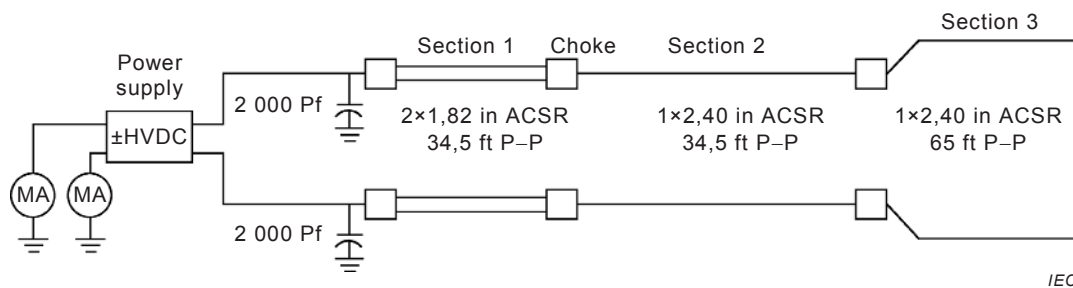 Section 3
Section 1
Choke
Section 2
Power
supply
2 000 Pf
2×1,82 in ACSR
34,5 ft P–P
1×2,40 in ACSR
34,5 ft P–P
1×2,40 in ACSR
65 ft P–P
±HVDC
MA
MA
2 000 Pf
IEC